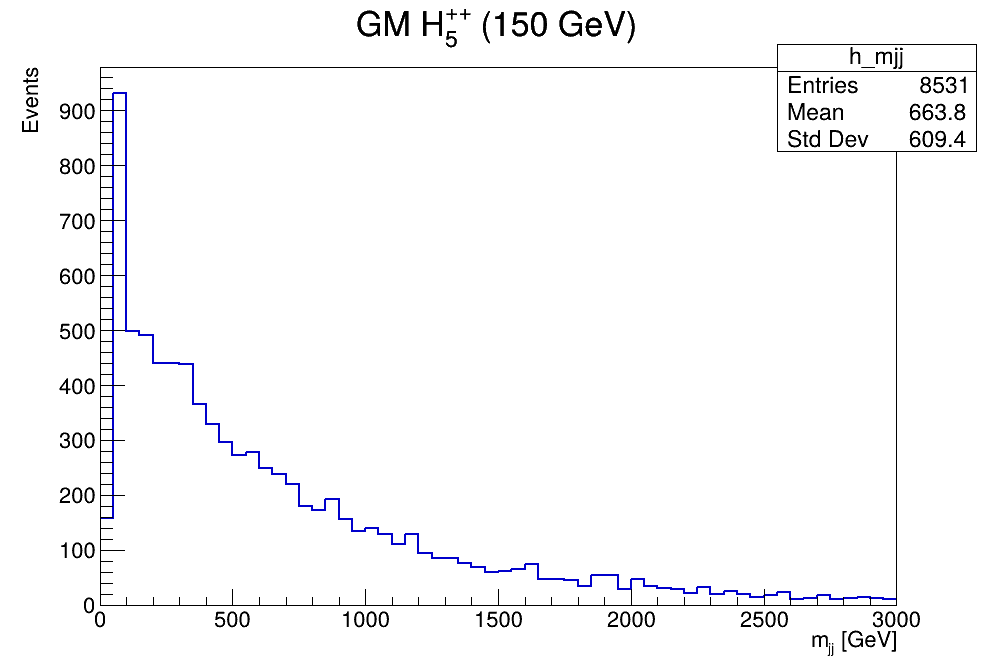 GM H₅⁺⁺ (150 GeV)
h_mjj
Entries 8531
Mean 663.8
Std Dev 609.4
Events
900
800
700
600
500
400
300
200
100
0
0 500 1000 1500 2000 2500 3000
mjj [GeV]